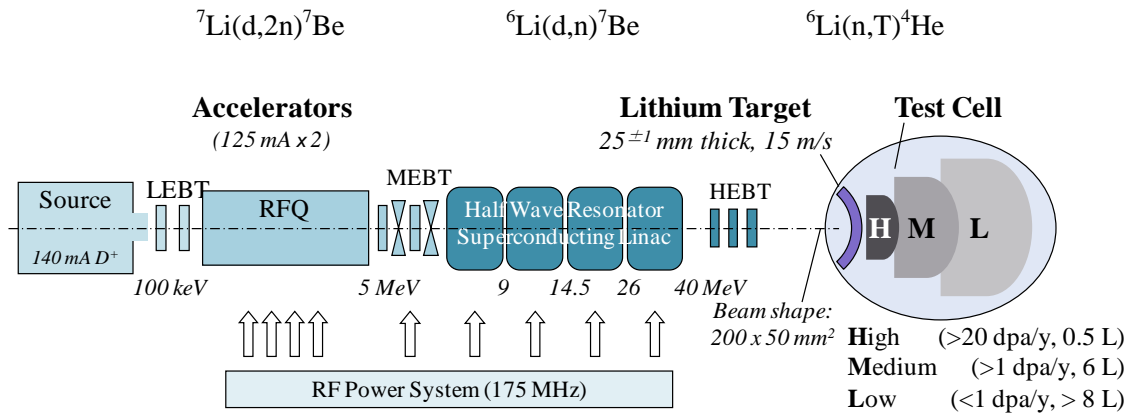 ⁷Li(d,2n)⁷Be
⁶Li(d,n)⁷Be
⁶Li(n,T)⁴He
Accelerators
(125 mA x 2)
Lithium Target
25 ±1 mm thick, 15 m/s
Test Cell
Source
140 mA D⁺
LEBT
RFQ
MEBT
Half Wave Resonator
Superconducting Linac
HEBT
H
M
L
100 keV
5 MeV
9
14.5
26
40 MeV
Beam shape:
200 x 50 mm²
RF Power System (175 MHz)
High (>20 dpa/y, 0.5 L)
Medium (>1 dpa/y, 6 L)
Low (<1 dpa/y, > 8 L)